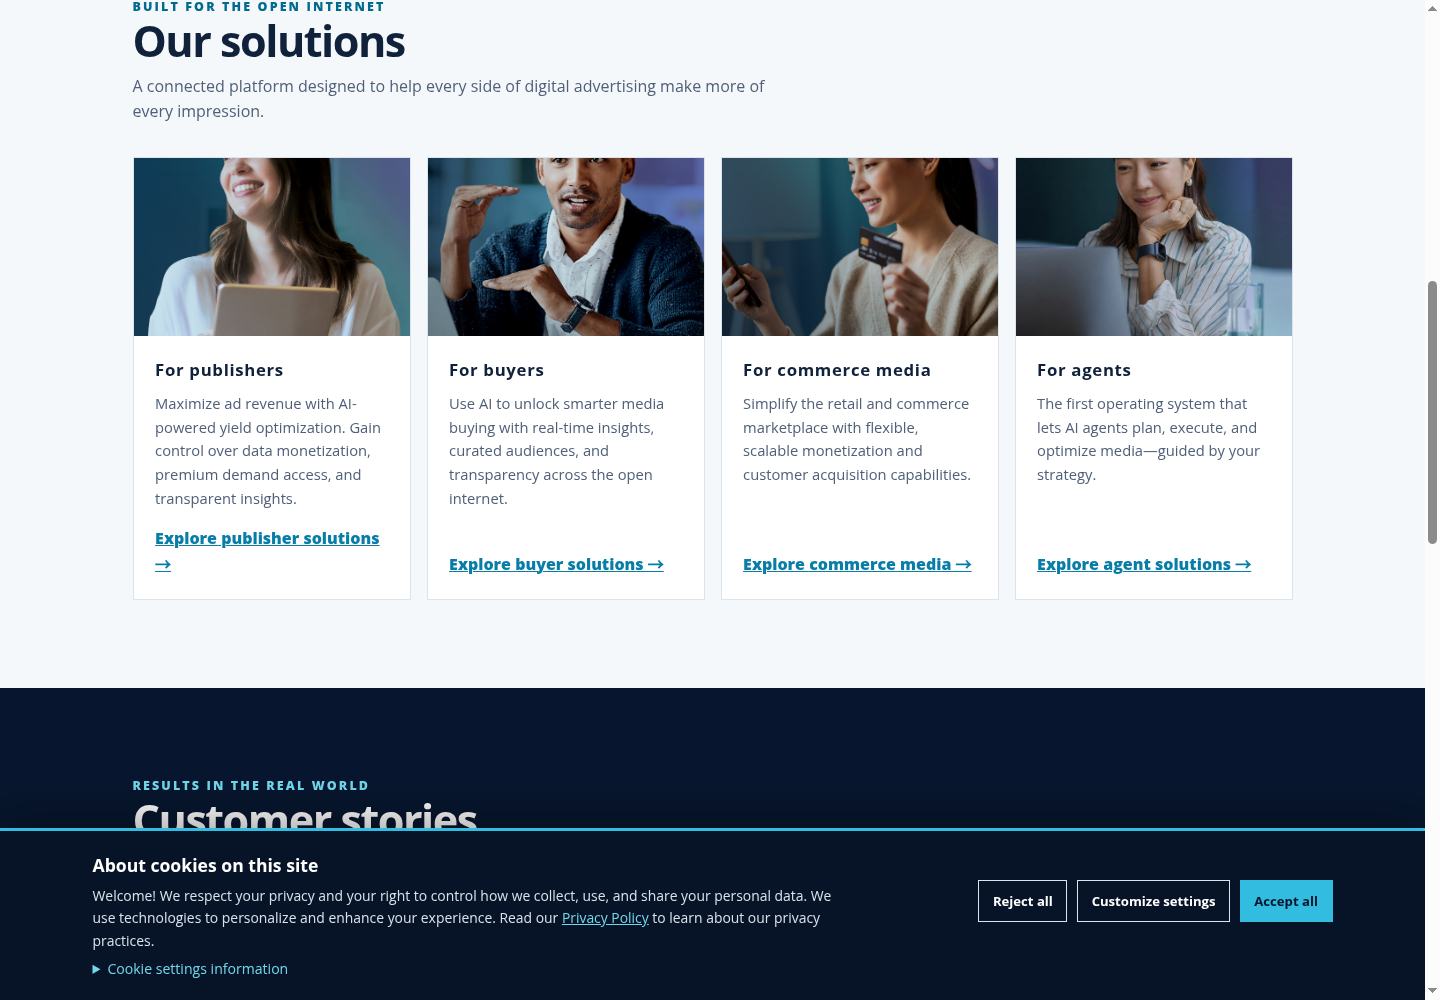 BUILT FOR THE OPEN INTERNET
Our solutions
A connected platform designed to help every side of digital advertising make more of
every impression.
For publishers
Maximize ad revenue with AI-
powered yield optimization. Gain
control over data monetization,
premium demand access, and
transparent insights.
Explore publisher solutions
→
For buyers
Use AI to unlock smarter media
buying with real-time insights,
curated audiences, and
transparency across the open
internet.
Explore buyer solutions →
For commerce media
Simplify the retail and commerce
marketplace with flexible,
scalable monetization and
customer acquisition capabilities.
Explore commerce media →
For agents
The first operating system that
lets AI agents plan, execute, and
optimize media—guided by your
strategy.
Explore agent solutions →
RESULTS IN THE REAL WORLD
Customer stories
About cookies on this site
Welcome! We respect your privacy and your right to control how we collect, use, and share your personal data. We
use technologies to personalize and enhance your experience. Read our Privacy Policy to learn about our privacy
practices.
▶ Cookie settings information
Reject all
Customize settings
Accept all